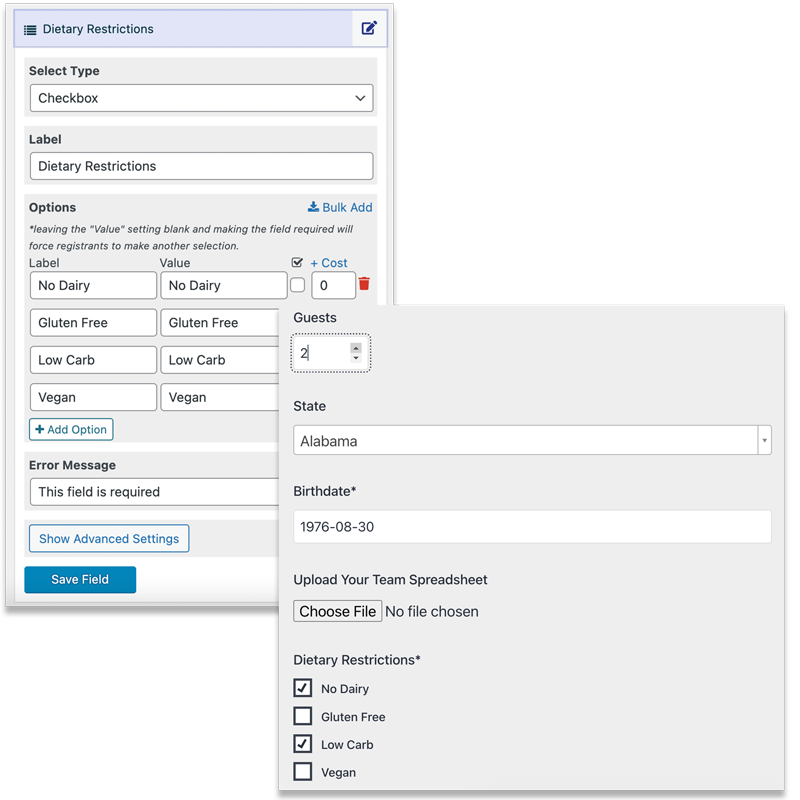 Dietary Restrictions
Select Type
Checkbox
Label
Dietary Restrictions
Options Bulk Add
*leaving the "Value" setting blank and making the field required will
force registrants to make another selection.
Label Value + Cost
No Dairy No Dairy 0
Gluten Free Gluten Free
Low Carb Low Carb
Vegan Vegan
+ Add Option
Error Message
This field is required
Show Advanced Settings
Save Field
Guests
2
State
Alabama
Birthdate*
1976-08-30
Upload Your Team Spreadsheet
Choose File No file chosen
Dietary Restrictions*
No Dairy
Gluten Free
Low Carb
Vegan